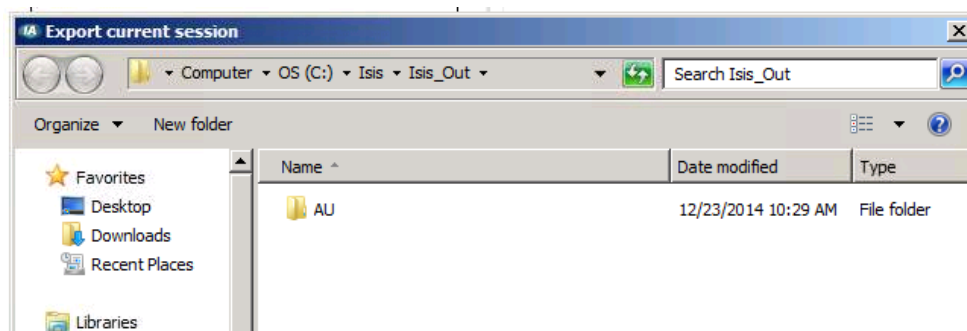 IA Export current session
Computer OS (C:) Isis Isis_Out Search Isis_Out
Organize New folder
Favorites Name Date modified Type
Desktop AU 12/23/2014 10:29 AM File folder
Downloads
Recent Places
Libraries